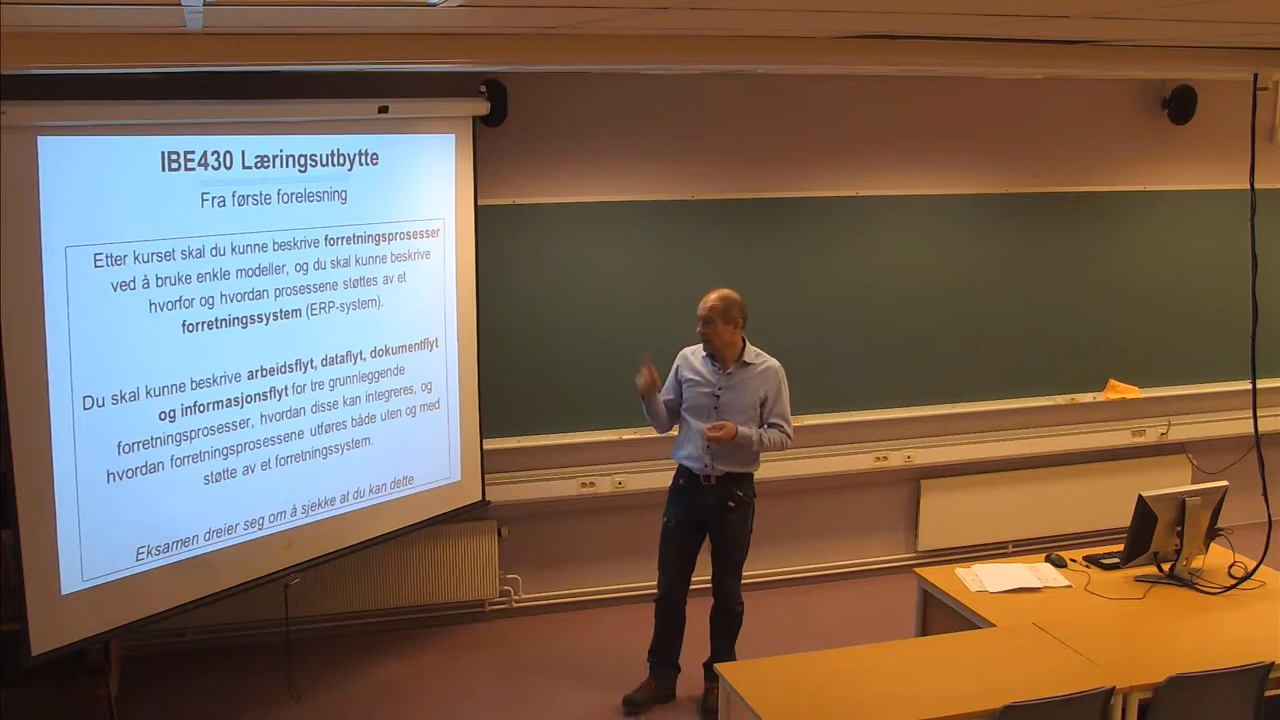 IBE430 Læringsutbytte
Fra første forelesning
Etter kurset skal du kunne beskrive forretningsprosesser
ved å bruke enkle modeller, og du skal kunne beskrive
hvorfor og hvordan prosessene støttes av et
forretningssystem (ERP-system).
Du skal kunne beskrive arbeidsflyt, dataflyt, dokumentflyt
og informasjonsflyt for tre grunnleggende
forretningsprosesser, hvordan disse kan integreres, og
hvordan forretningsprosessene utføres både uten og med
støtte av et forretningssystem.
Eksamen dreier seg om å sjekke at du kan dette